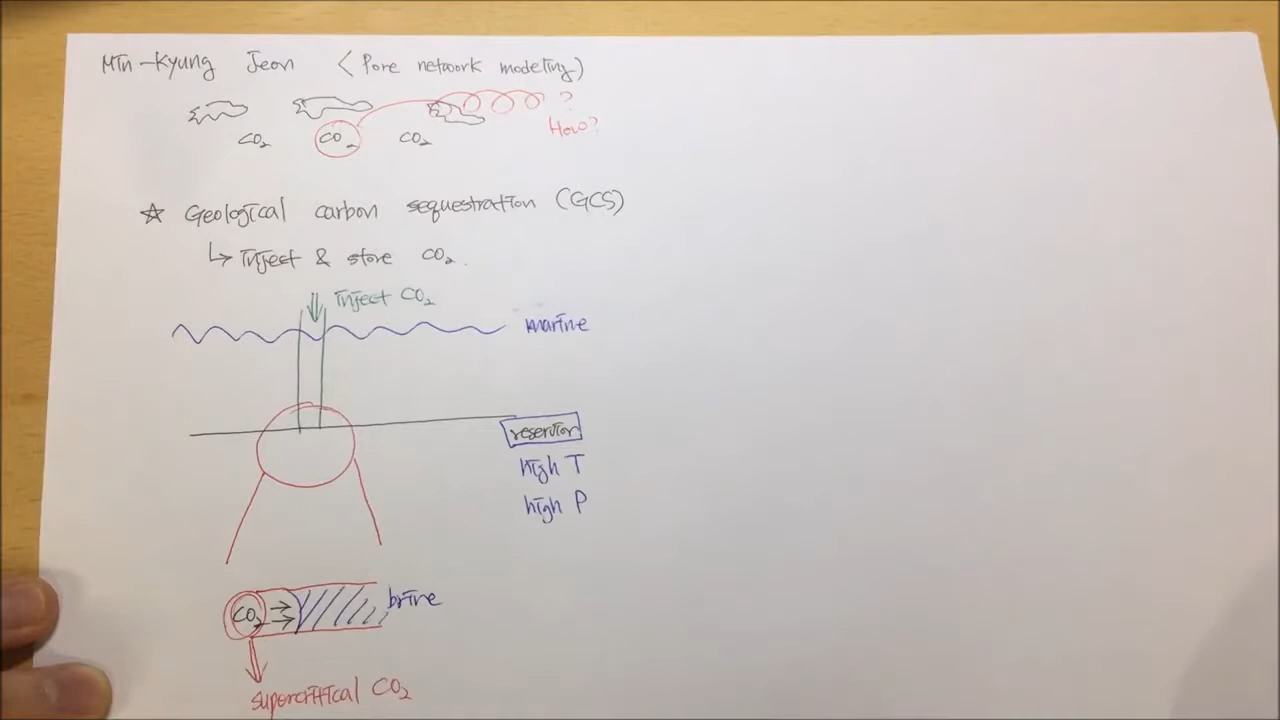 Min-Kyung Jeon < Pore network modeling)
CO2 CO2 CO2
?
How?
☆ Geological carbon sequestration (GCS)
↳ inject & store CO2.
inject CO2
marine
reservior
high T
high P
CO2 brine
supercritical CO2